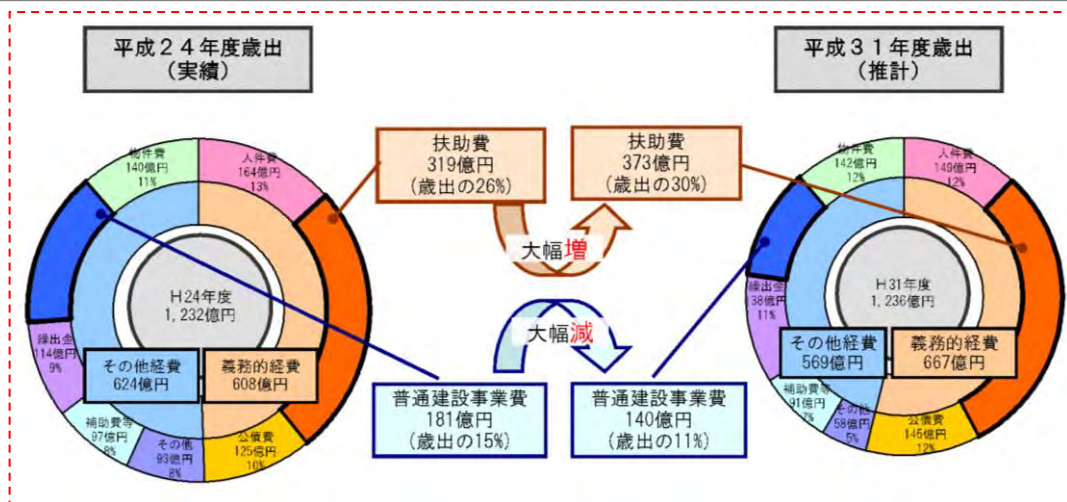 平成２４年度歳出
（実績）
物件費
140億円
11%
人件費
164億円
13%
H24年度
1,232億円
その他経費
624億円
義務的経費
608億円
繰出金
114億円
9%
補助費等
97億円
8%
その他
93億円
8%
公債費
125億円
10%
扶助費
319億円
(歳出の26%)
扶助費
373億円
(歳出の30%)
大幅増
大幅減
普通建設事業費
181億円
(歳出の15%)
普通建設事業費
140億円
(歳出の11%)
平成３１年度歳出
（推計）
物件費
142億円
12%
人件費
149億円
12%
H31年度
1,236億円
その他経費
569億円
義務的経費
667億円
繰出金
38億円
11%
補助費等
91億円
7%
その他
58億円
5%
公債費
145億円
12%